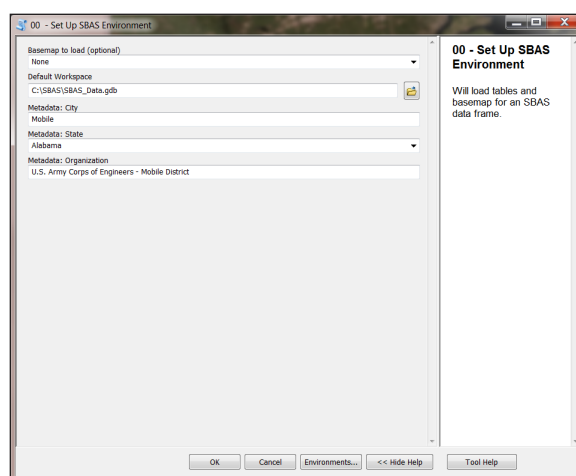 00 - Set Up SBAS Environment
Basemap to load (optional)
None
Default Workspace
C:\SBAS\SBAS_Data.gdb
Metadata: City
Mobile
Metadata: State
Alabama
Metadata: Organization
U.S. Army Corps of Engineers - Mobile District
00 - Set Up SBAS
Environment
Will load tables and
basemap for an SBAS
data frame.
OK Cancel Environments... << Hide Help Tool Help